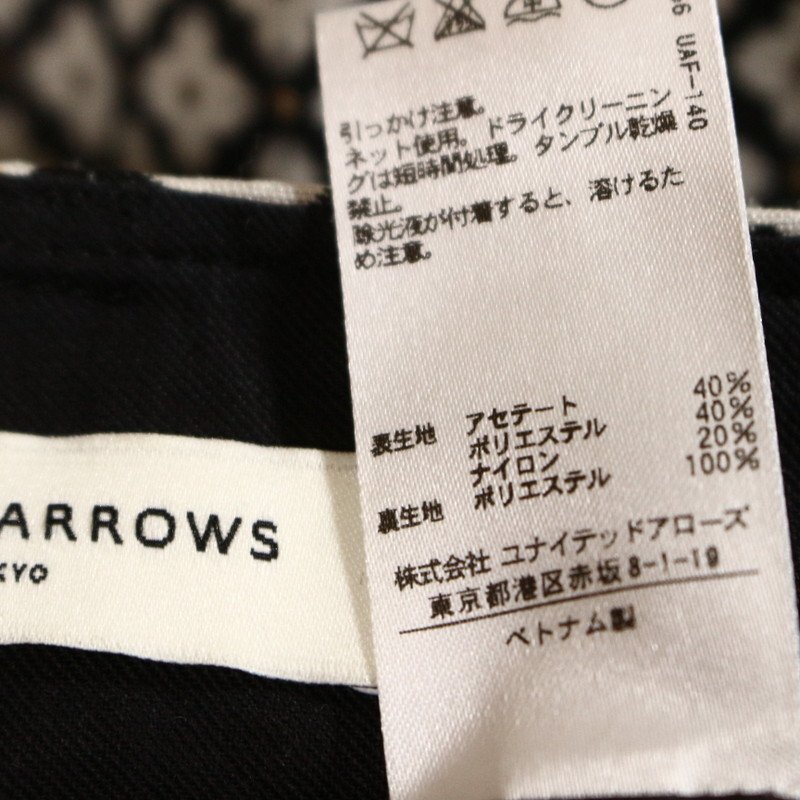 引っかけ注意。
ネット使用。ドライクリーニン
グは短時間処理。タンブル乾燥
禁止。
除光液が付着すると、溶けるた
め注意。
6 UAF-140
表生地 アセテート 40%
ポリエステル 40%
ナイロン 20%
裏生地 ポリエステル 100%
株式会社 ユナイテッドアローズ
東京都港区赤坂8-1-19
ベトナム製
ARROWS
KYO